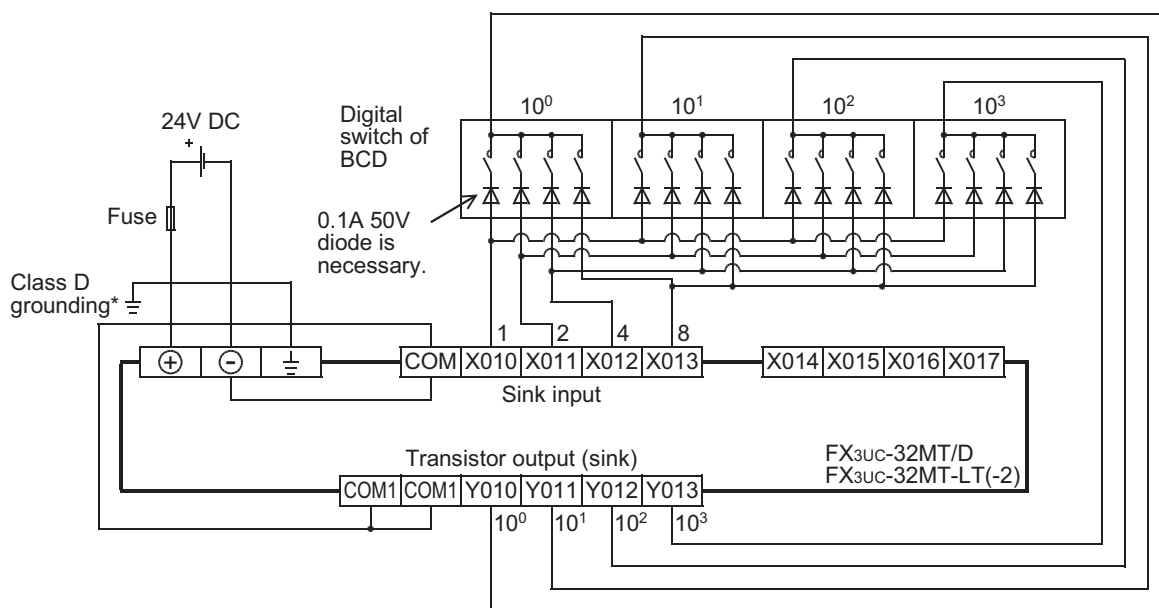 10⁰ 10¹ 10² 10³
24V DC
+
Digital
switch of
BCD
Fuse
0.1A 50V
diode is
necessary.
Class D
grounding*
1 2 4 8
+ - COM X010 X011 X012 X013 X014 X015 X016 X017
Sink input
Transistor output (sink)
FX3UC-32MT/D
FX3UC-32MT-LT(-2)
COM1 COM1 Y010 Y011 Y012 Y013
10⁰ 10¹ 10² 10³